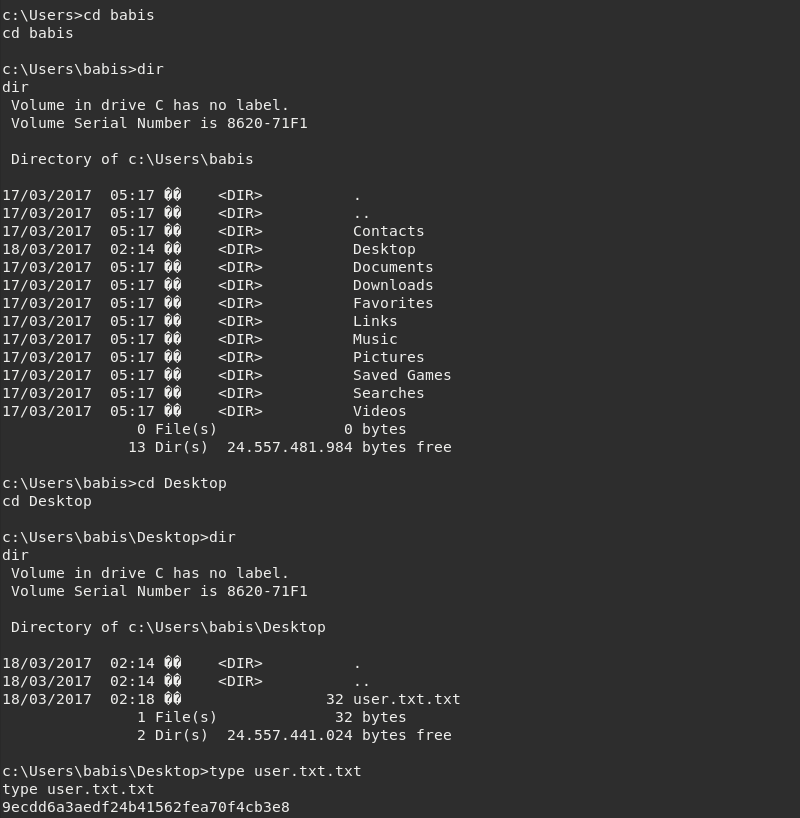 c:\Users>cd babis
cd babis
c:\Users\babis>dir
dir
 Volume in drive C has no label.
 Volume Serial Number is 8620-71F1
 Directory of c:\Users\babis
17/03/2017  05:17 ��    <DIR>          .
17/03/2017  05:17 ��    <DIR>          ..
17/03/2017  05:17 ��    <DIR>          Contacts
18/03/2017  02:14 ��    <DIR>          Desktop
17/03/2017  05:17 ��    <DIR>          Documents
17/03/2017  05:17 ��    <DIR>          Downloads
17/03/2017  05:17 ��    <DIR>          Favorites
17/03/2017  05:17 ��    <DIR>          Links
17/03/2017  05:17 ��    <DIR>          Music
17/03/2017  05:17 ��    <DIR>          Pictures
17/03/2017  05:17 ��    <DIR>          Saved Games
17/03/2017  05:17 ��    <DIR>          Searches
17/03/2017  05:17 ��    <DIR>          Videos
               0 File(s)              0 bytes
              13 Dir(s)  24.557.481.984 bytes free
c:\Users\babis>cd Desktop
cd Desktop
c:\Users\babis\Desktop>dir
dir
 Volume in drive C has no label.
 Volume Serial Number is 8620-71F1
 Directory of c:\Users\babis\Desktop
18/03/2017  02:14 ��    <DIR>          .
18/03/2017  02:14 ��    <DIR>          ..
18/03/2017  02:18 ��                32 user.txt.txt
               1 File(s)             32 bytes
               2 Dir(s)  24.557.441.024 bytes free
c:\Users\babis\Desktop>type user.txt.txt
type user.txt.txt
9ecdd6a3aedf24b41562fea70f4cb3e8